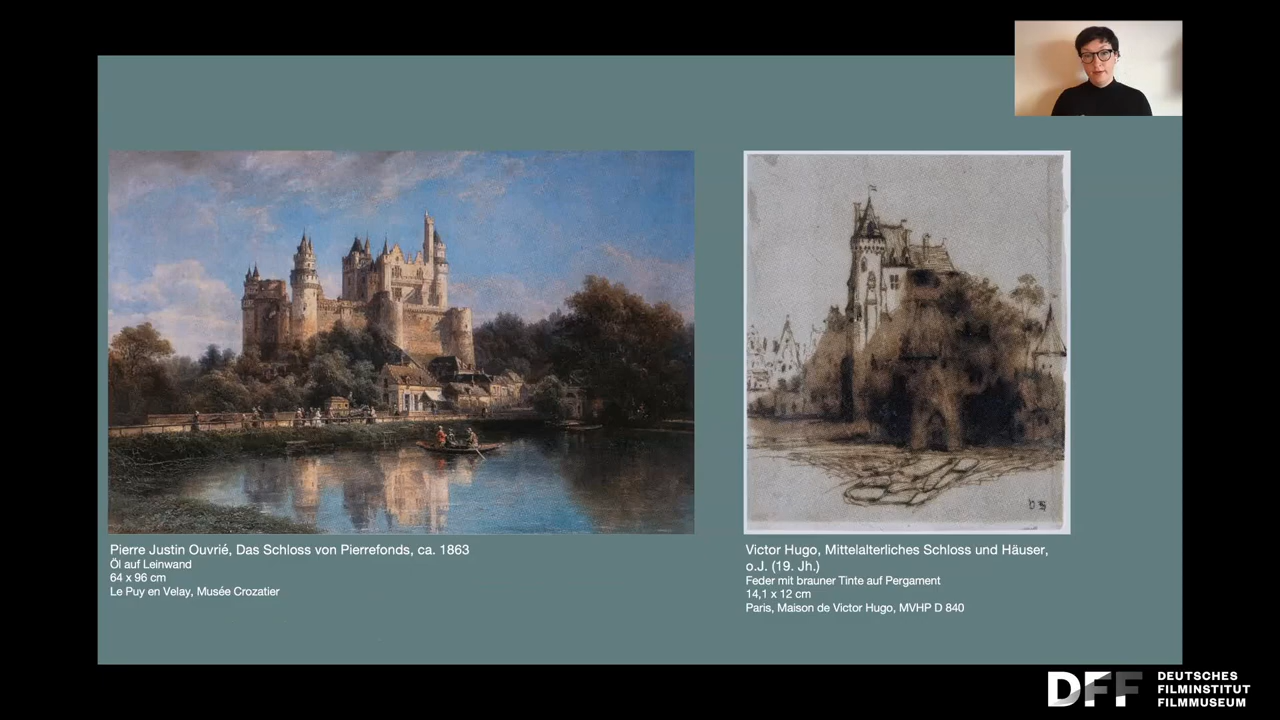 Pierre Justin Ouvrié, Das Schloss von Pierrefonds, ca. 1863
Öl auf Leinwand
64 x 96 cm
Le Puy en Velay, Musée Crozatier
Victor Hugo, Mittelalterliches Schloss und Häuser,
o.J. (19. Jh.)
Feder mit brauner Tinte auf Pergament
14,1 x 12 cm
Paris, Maison de Victor Hugo, MVHP D 840
DFF
DEUTSCHES
FILMINSTITUT
FILMMUSEUM